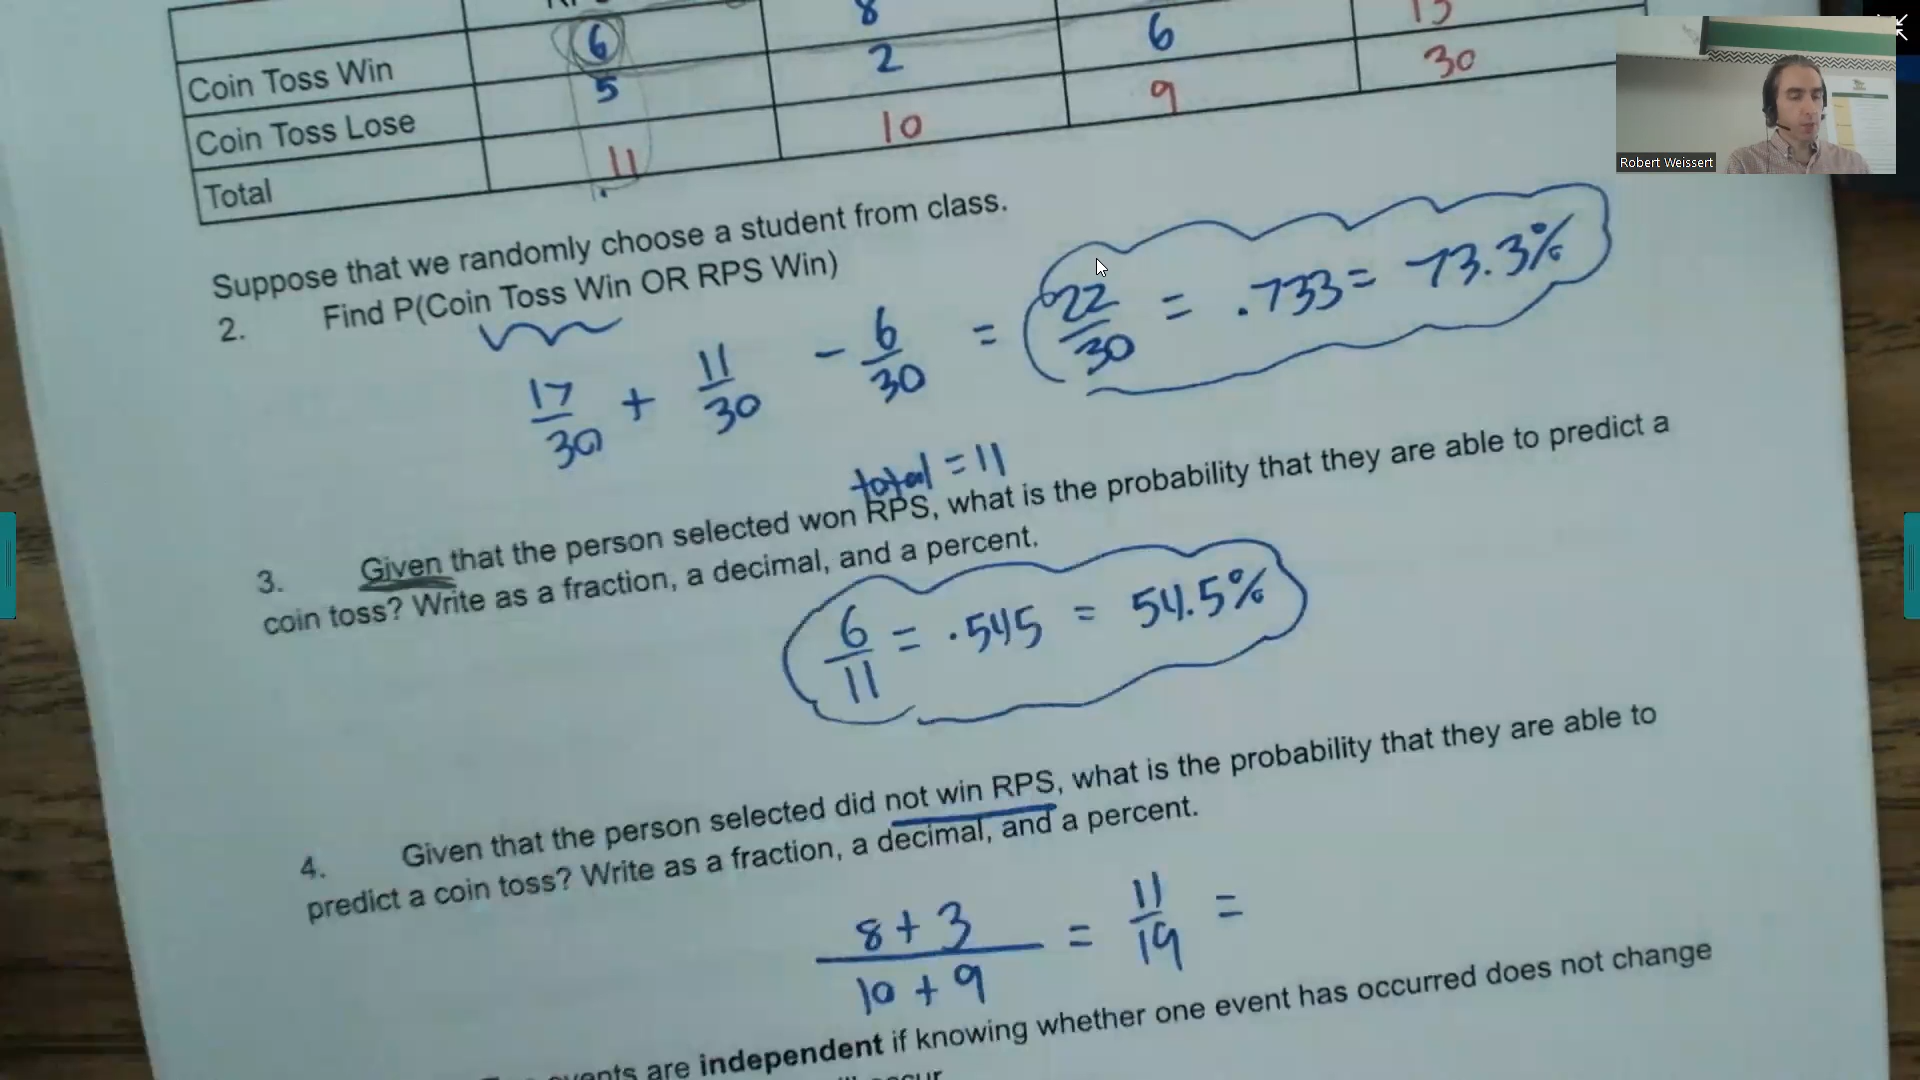 8
13
Coin Toss Win 6 2 6 30
Coin Toss Lose 5 10 9
Total 11
Robert Weissert
Suppose that we randomly choose a student from class.
2. Find P(Coin Toss Win OR RPS Win)
17/30 + 11/30 - 6/30 = 22/30 = .733 = 73.3%
total = 11
3. Given that the person selected won RPS, what is the probability that they are able to predict a
coin toss? Write as a fraction, a decimal, and a percent.
6/11 = .545 = 54.5%
4. Given that the person selected did not win RPS, what is the probability that they are able to
predict a coin toss? Write as a fraction, a decimal, and a percent.
8 + 3 / 10 + 9 = 11/19 =
events are independent if knowing whether one event has occurred does not change
occur